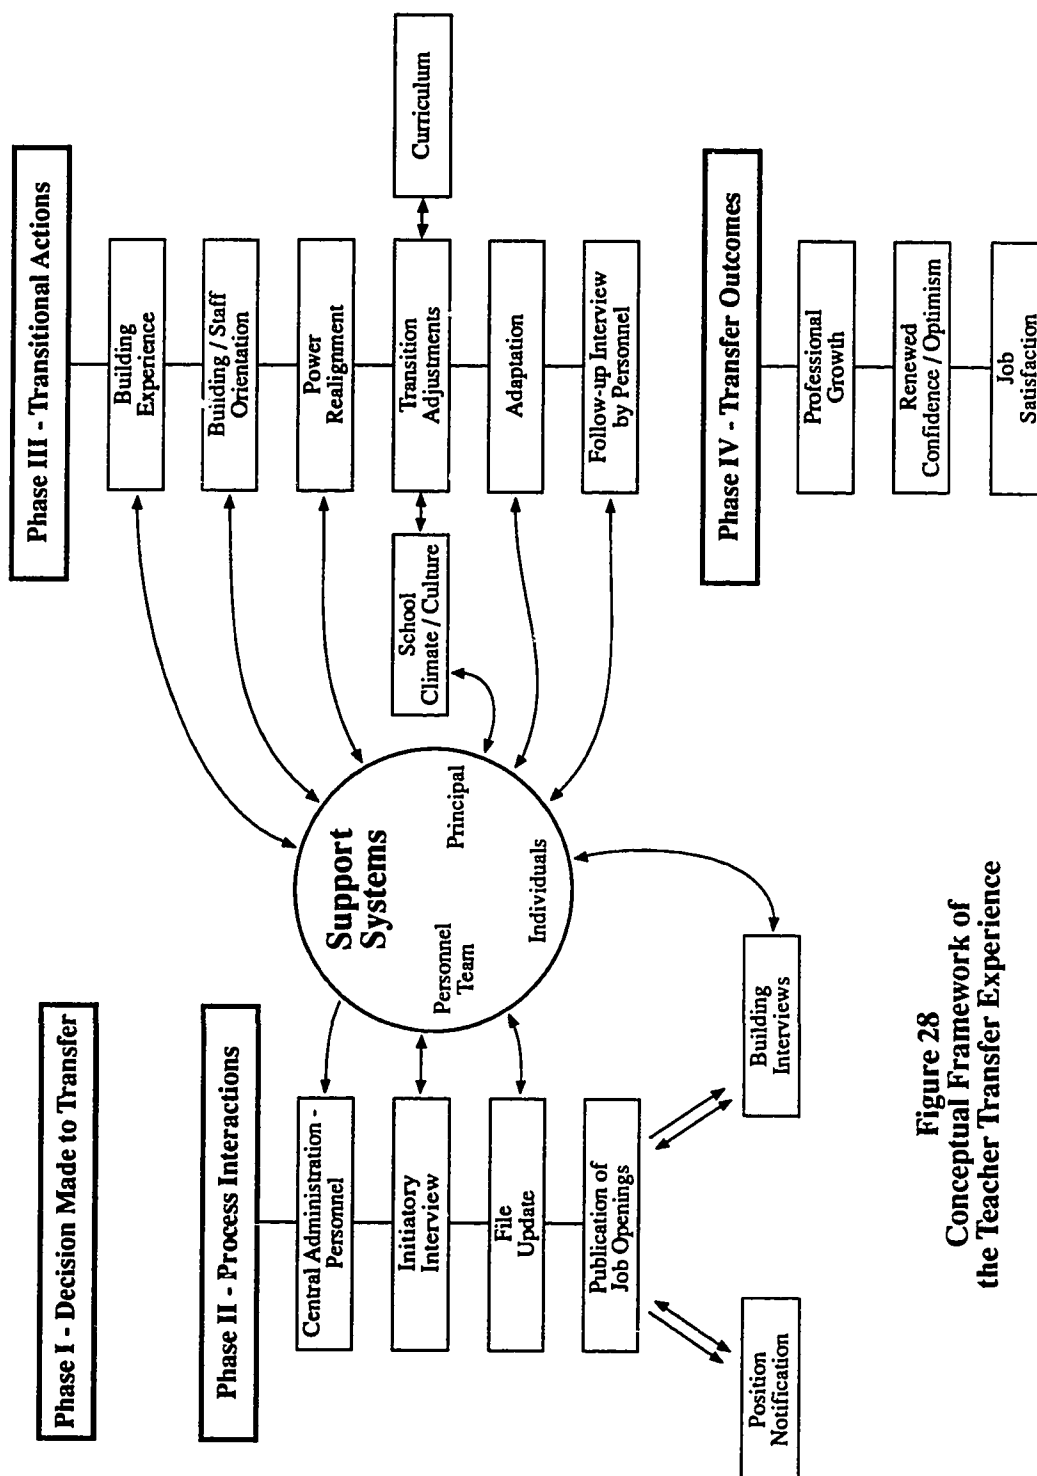 Phase I - Decision Made to Transfer
Phase II - Process Interactions
Central Administration -
Personnel
Initiatory
Interview
File
Update
Publication of
Job Openings
Position
Notification
Building
Interviews
Support
Systems
Personnel
Team
Principal
Individuals
Phase III - Transitional Actions
Building
Experience
Building / Staff
Orientation
Power
Realignment
School
Climate / Culture
Transition
Adjustments
Curriculum
Adaptation
Follow-up Interview
by Personnel
Phase IV - Transfer Outcomes
Professional
Growth
Renewed
Confidence / Optimism
Job
Satisfaction
Figure 28
Conceptual Framework of
the Teacher Transfer Experience